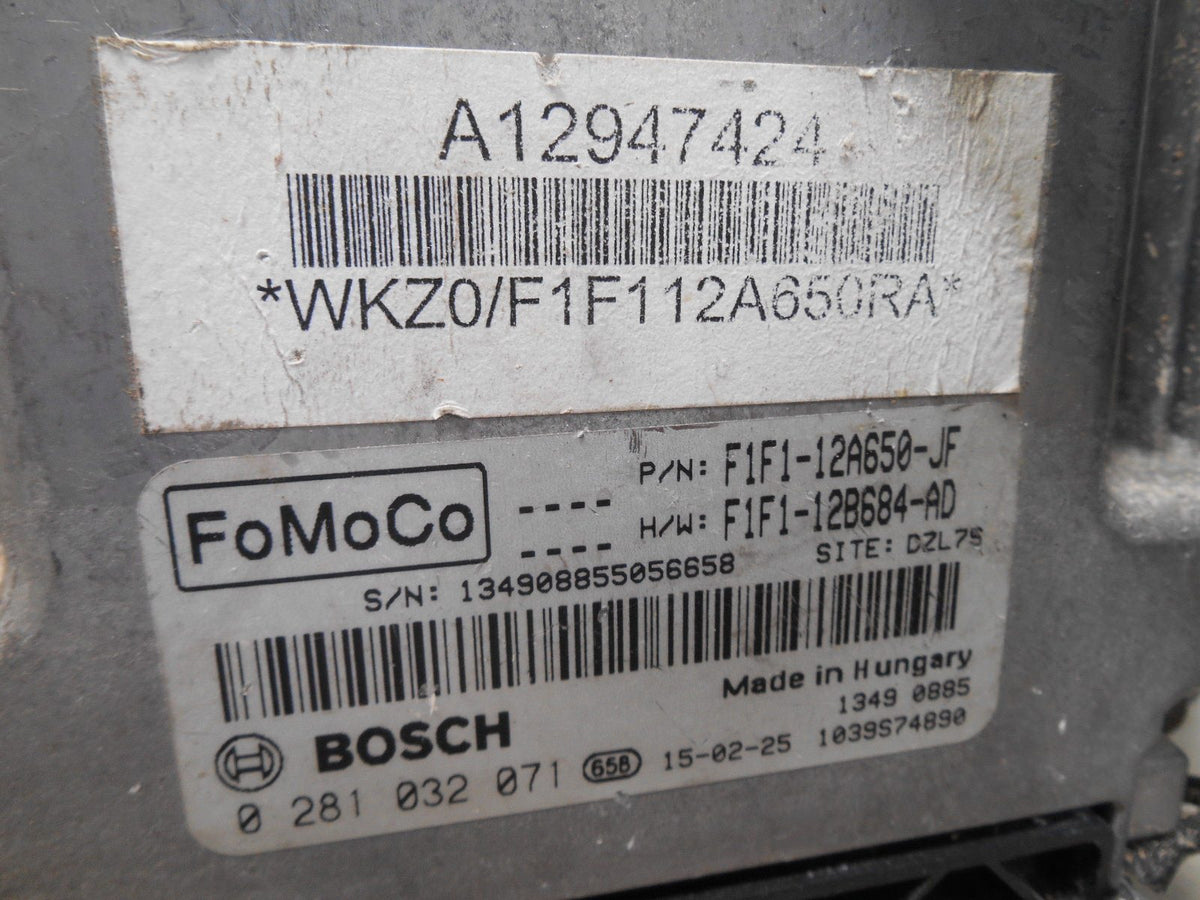 A12947424
*WKZ0/F1F112A650RA*
FoMoCo
---- P/N: F1F1-12A650-JF
---- H/W: F1F1-12B684-AD
S/N: 134908855056658 SITE: DZL75
Made in Hungary
1349 0885
BOSCH
0 281 032 071 658 15-02-25 1039S74890